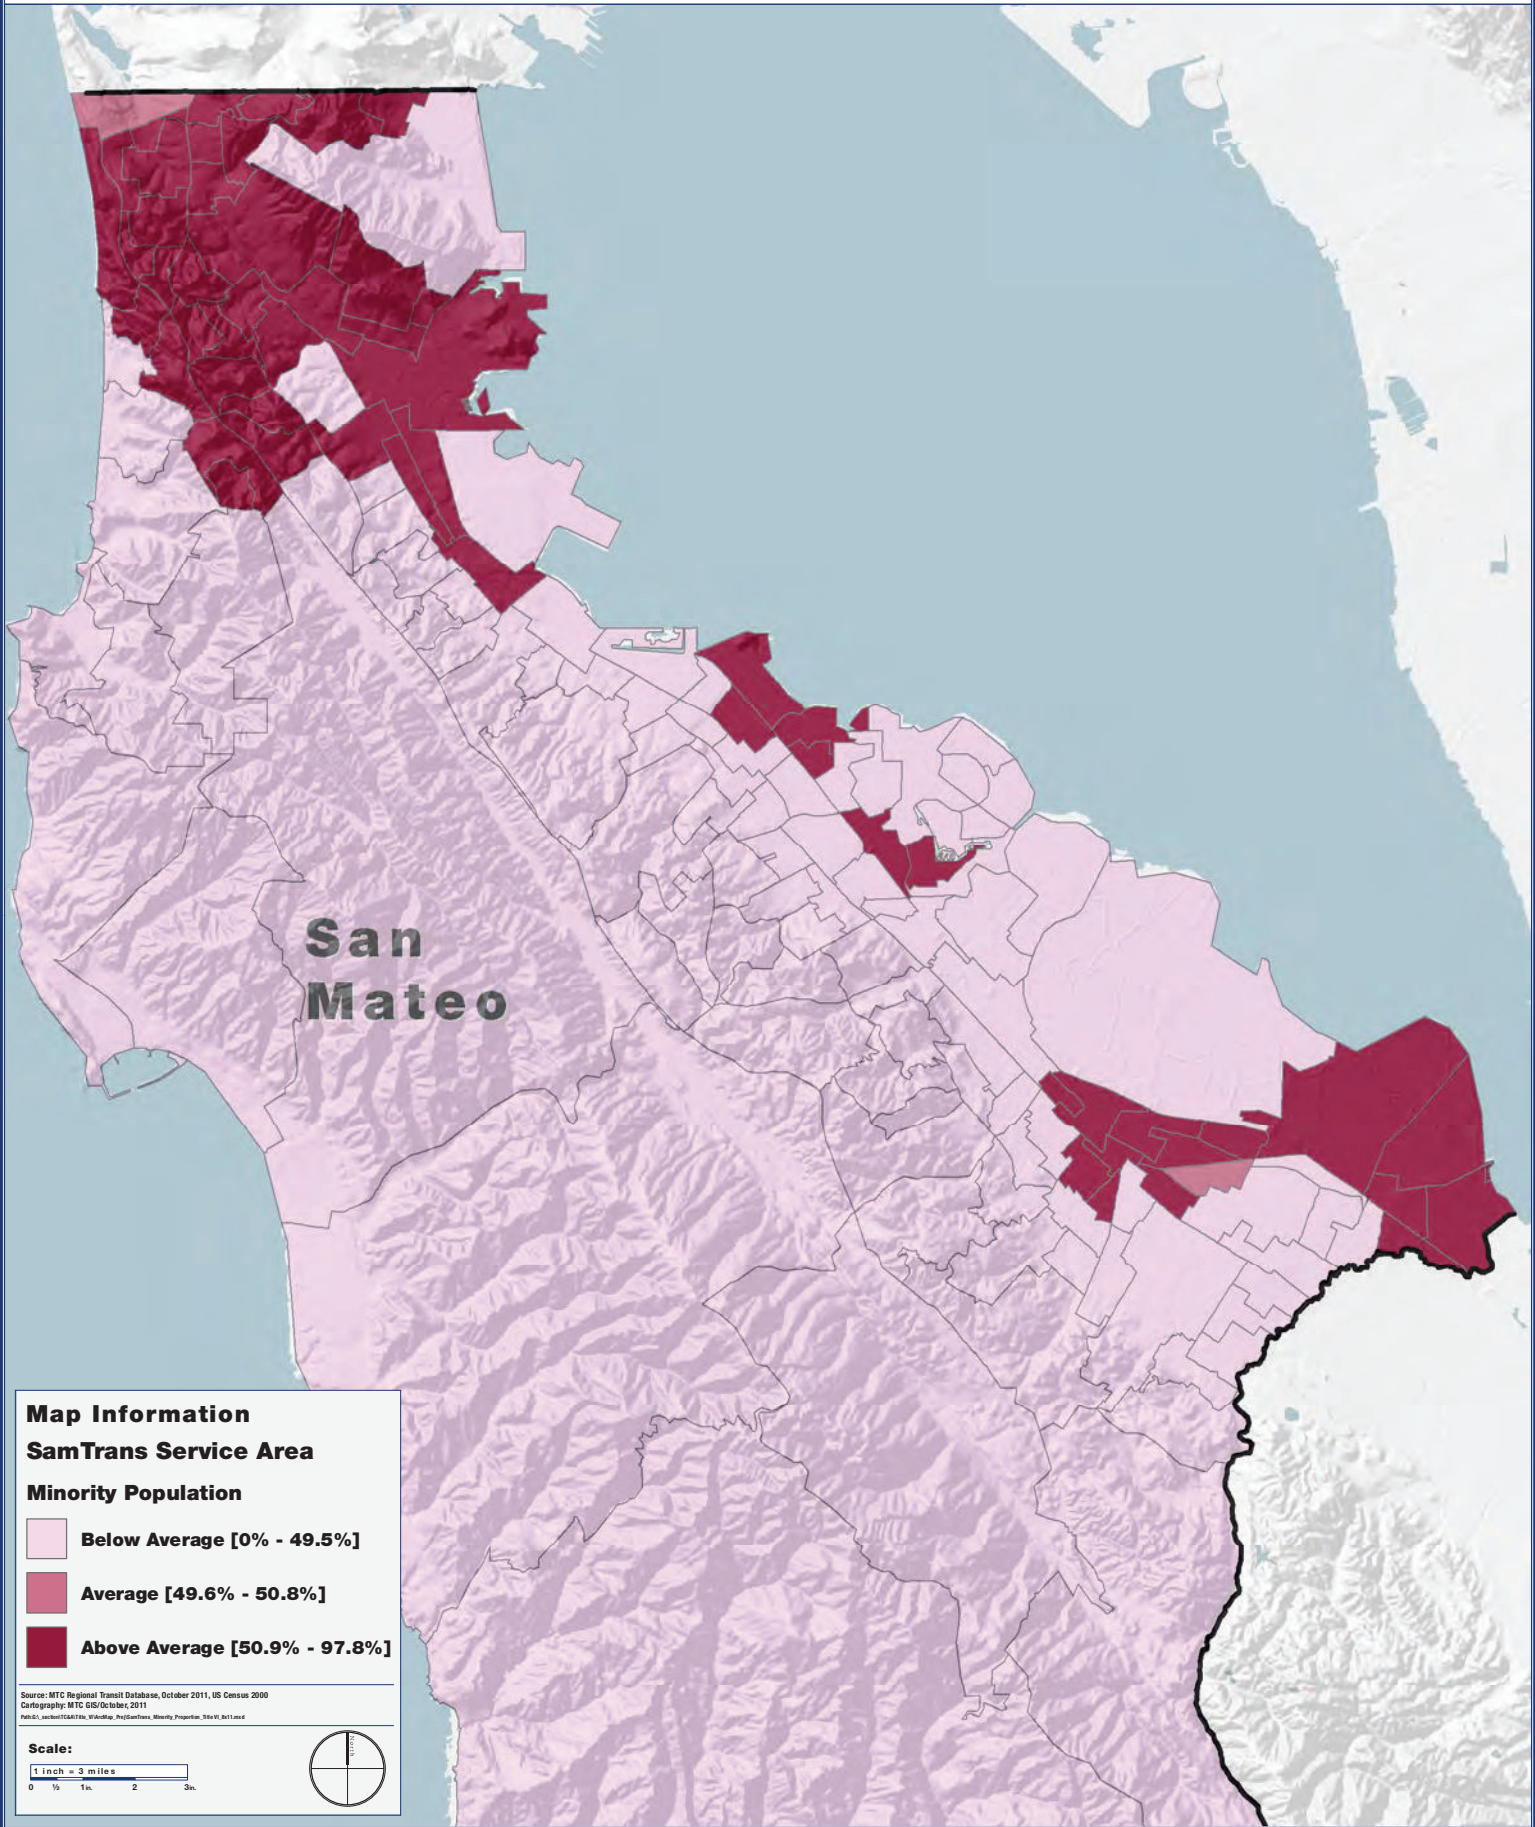 San
Mateo
Map Information
SamTrans Service Area
Minority Population
Below Average [0% - 49.5%]
Average [49.6% - 50.8%]
Above Average [50.9% - 97.8%]
Source: MTC Regional Transit Database, October 2011, US Census 2000
Cartography: MTC GIS/October, 2011
Scale:
1 inch = 3 miles
0 ½ 1in. 2 3in.
North